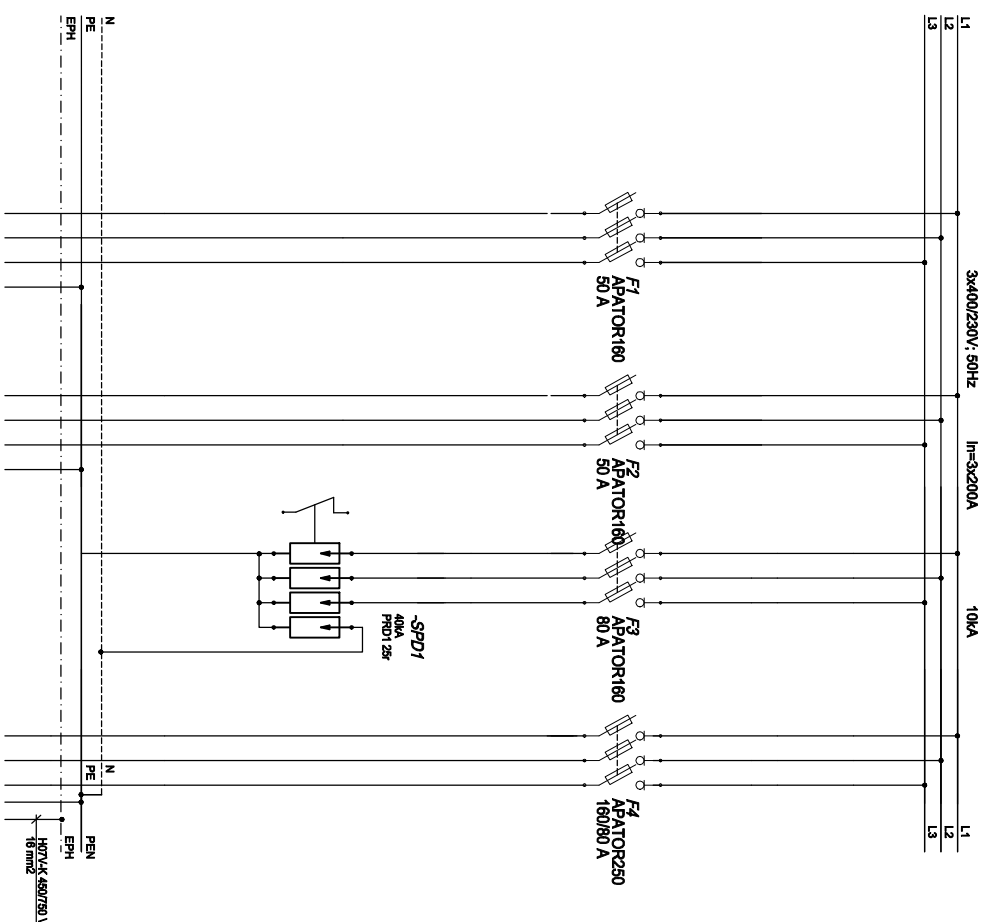 L1
L2
L3
3x400/230V; 50Hz
In=3x200A
10kA
L1
L2
L3
F1
APATOR160
50 A
F2
APATOR160
50 A
F3
APATOR160
80 A
F4
APATOR250
160/80 A
-SPD1
40kA
PRD1 25r
N
PE
EPH
N
PE
PEN
EPH
H07V-K 450/750 V
16 mm2